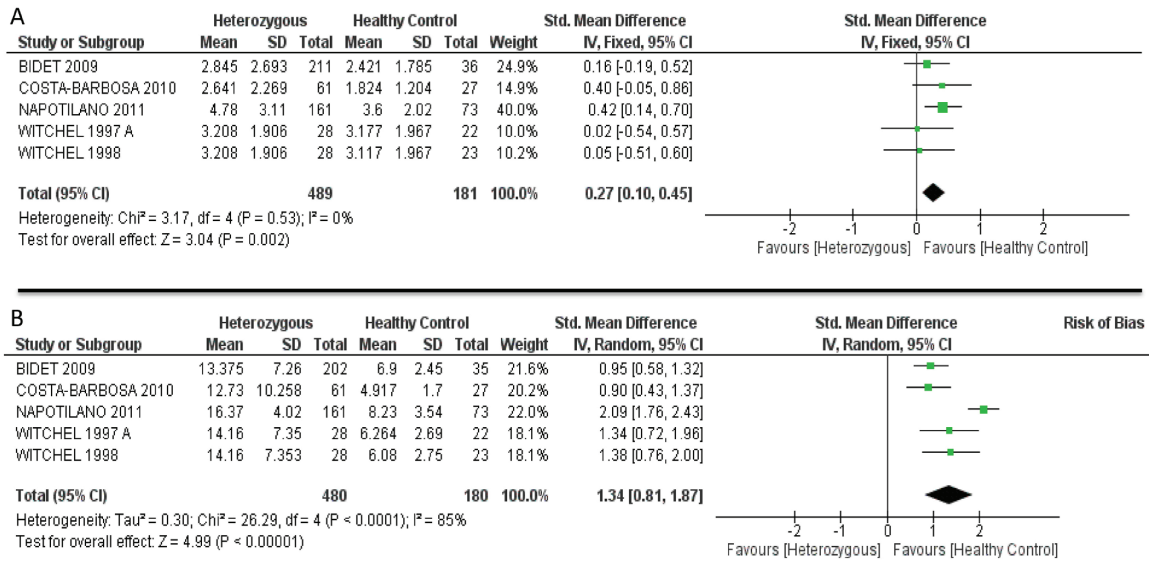 A
Heterozygous Healthy Control Std. Mean Difference Std. Mean Difference
Study or Subgroup Mean SD Total Mean SD Total Weight IV, Fixed, 95% CI IV, Fixed, 95% CI
BIDET 2009 2.845 2.693 211 2.421 1.785 36 24.9% 0.16 [-0.19, 0.52]
COSTA-BARBOSA 2010 2.641 2.269 61 1.824 1.204 27 14.9% 0.40 [-0.05, 0.86]
NAPOTILANO 2011 4.78 3.11 161 3.6 2.02 73 40.0% 0.42 [0.14, 0.70]
WITCHEL 1997 A 3.208 1.906 28 3.177 1.967 22 10.0% 0.02 [-0.54, 0.57]
WITCHEL 1998 3.208 1.906 28 3.117 1.967 23 10.2% 0.05 [-0.51, 0.60]
Total (95% CI) 489 181 100.0% 0.27 [0.10, 0.45]
Heterogeneity: Chi² = 3.17, df = 4 (P = 0.53); I² = 0%
Test for overall effect: Z = 3.04 (P = 0.002)
-2 -1 0 1 2
Favours [Heterozygous] Favours [Healthy Control]
B
Heterozygous Healthy Control Std. Mean Difference Std. Mean Difference Risk of Bias
Study or Subgroup Mean SD Total Mean SD Total Weight IV, Random, 95% CI IV, Random, 95% CI
BIDET 2009 13.375 7.26 202 6.9 2.45 35 21.6% 0.95 [0.58, 1.32]
COSTA-BARBOSA 2010 12.73 10.258 61 4.917 1.7 27 20.2% 0.90 [0.43, 1.37]
NAPOTILANO 2011 16.37 4.02 161 8.23 3.54 73 22.0% 2.09 [1.76, 2.43]
WITCHEL 1997 A 14.16 7.35 28 6.264 2.69 22 18.1% 1.34 [0.72, 1.96]
WITCHEL 1998 14.16 7.353 28 6.08 2.75 23 18.1% 1.38 [0.76, 2.00]
Total (95% CI) 480 180 100.0% 1.34 [0.81, 1.87]
Heterogeneity: Tau² = 0.30; Chi² = 26.29, df = 4 (P < 0.0001); I² = 85%
Test for overall effect: Z = 4.99 (P < 0.00001)
-2 -1 0 1 2
Favours [Heterozygous] Favours [Healthy Control]